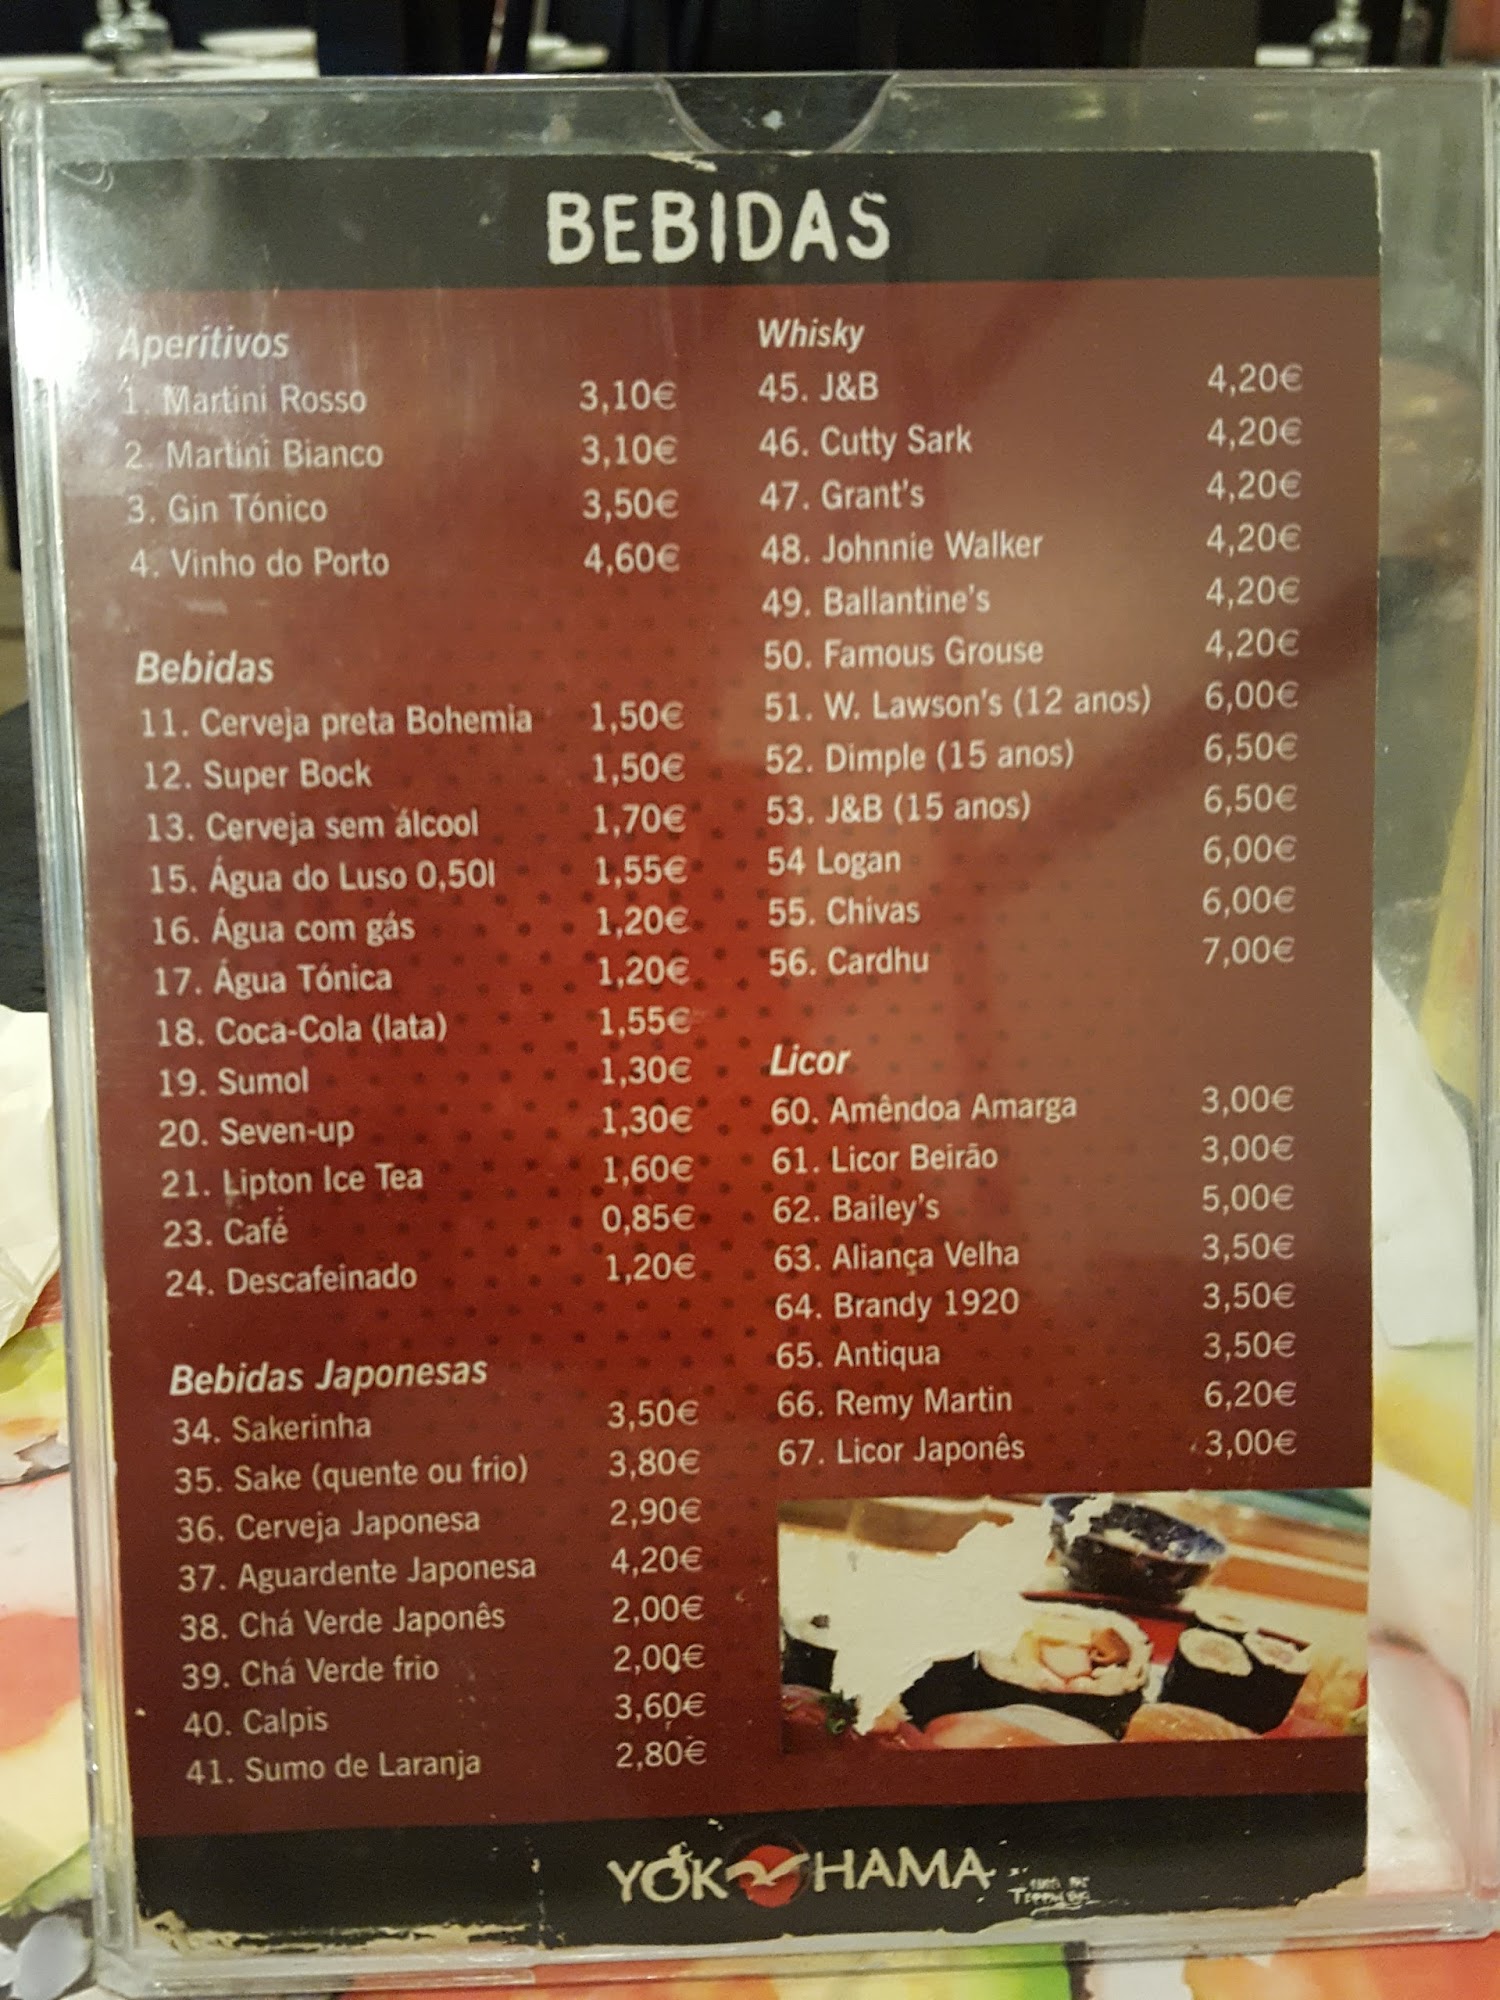 BEBIDAS
Aperitivos
1. Martini Rosso 3,10€
2. Martini Bianco 3,10€
3. Gin Tónico 3,50€
4. Vinho do Porto 4,60€
Bebidas
11. Cerveja preta Bohemia 1,50€
12. Super Bock 1,50€
13. Cerveja sem álcool 1,70€
15. Água do Luso 0,50l 1,55€
16. Água com gás 1,20€
17. Água Tónica 1,20€
18. Coca-Cola (lata) 1,55€
19. Sumol 1,30€
20. Seven-up 1,30€
21. Lipton Ice Tea 1,60€
23. Café 0,85€
24. Descafeinado 1,20€
Bebidas Japonesas
34. Sakerinha 3,50€
35. Sake (quente ou frio) 3,80€
36. Cerveja Japonesa 2,90€
37. Aguardente Japonesa 4,20€
38. Chá Verde Japonês 2,00€
39. Chá Verde frio 2,00€
40. Calpis 3,60€
41. Sumo de Laranja 2,80€
Whisky
45. J&B 4,20€
46. Cutty Sark 4,20€
47. Grant's 4,20€
48. Johnnie Walker 4,20€
49. Ballantine's 4,20€
50. Famous Grouse 4,20€
51. W. Lawson's (12 anos) 6,00€
52. Dimple (15 anos) 6,50€
53. J&B (15 anos) 6,50€
54 Logan 6,00€
55. Chivas 6,00€
56. Cardhu 7,00€
Licor
60. Amêndoa Amarga 3,00€
61. Licor Beirão 3,00€
62. Bailey's 5,00€
63. Aliança Velha 3,50€
64. Brandy 1920 3,50€
65. Antiqua 3,50€
66. Remy Martin 6,20€
67. Licor Japonês 3,00€
YOKOHAMA